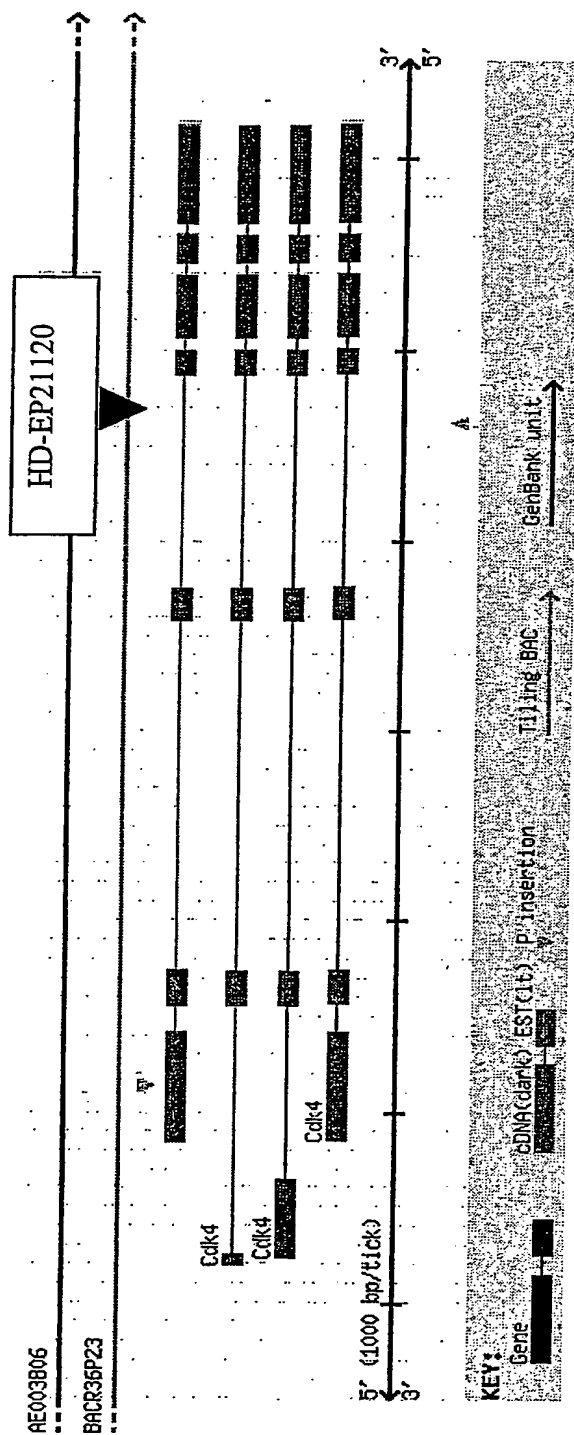 AE003B06
BACR36P23
HD-EP21120
Cdk4
Cdk4
Cdk4
5' (1000 bp/tick) 3'
3' 5'
KEY:
Gene cDNA(dark) EST(lt) P insertion Tiling BAC GenBank unit